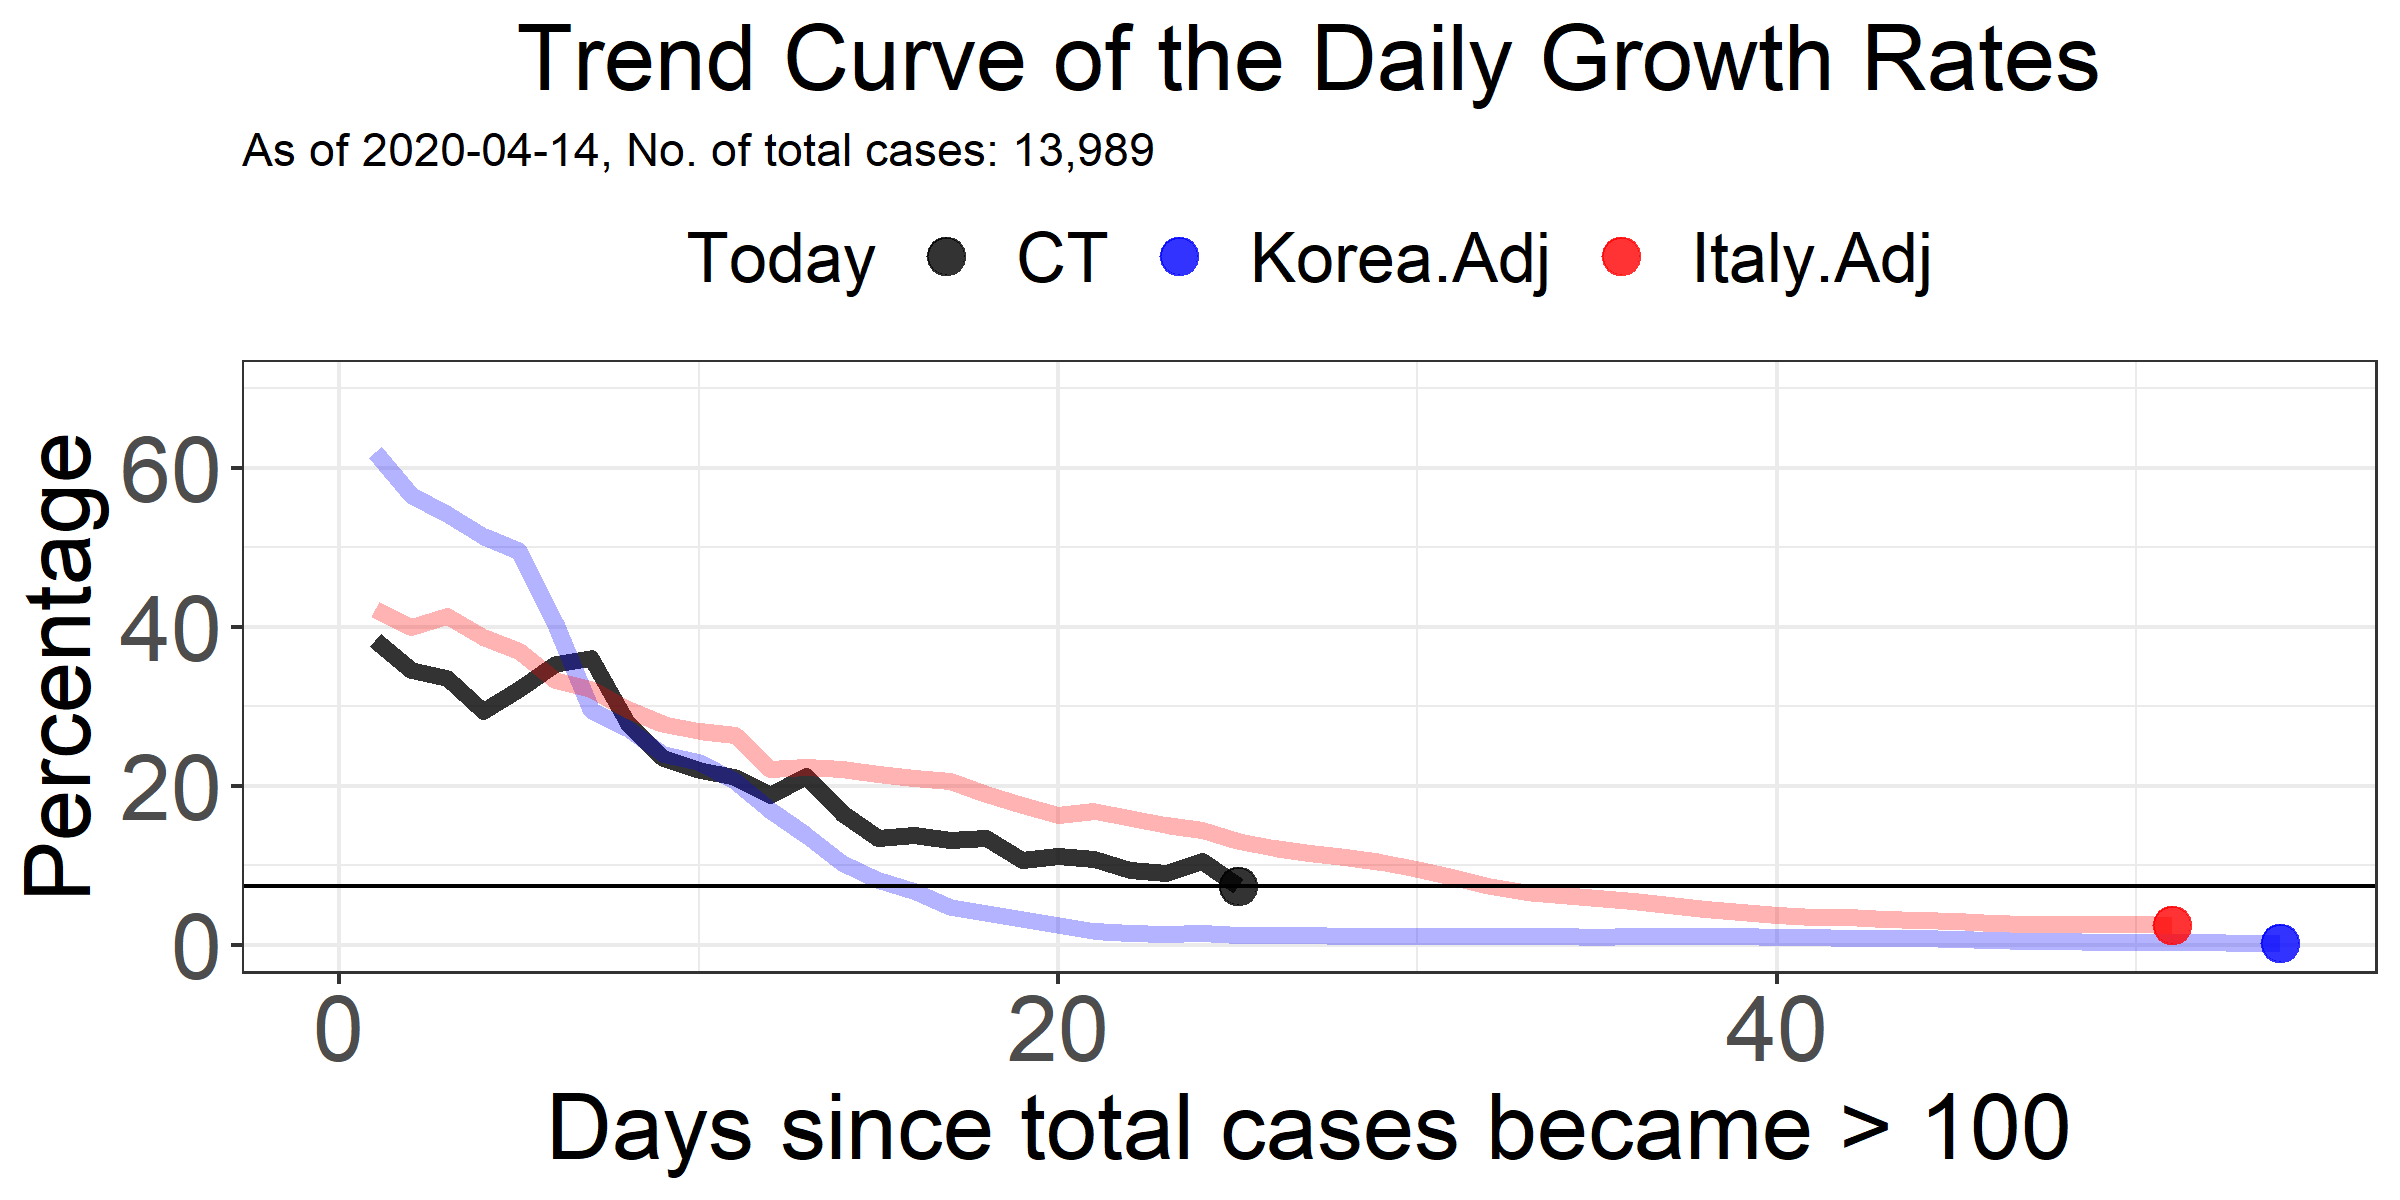 Trend Curve of the Daily Growth Rates
As of 2020-04-14, No. of total cases: 13,989
Today CT Korea.Adj Italy.Adj
Percentage
60
40
20
0
0 20 40
Days since total cases became > 100